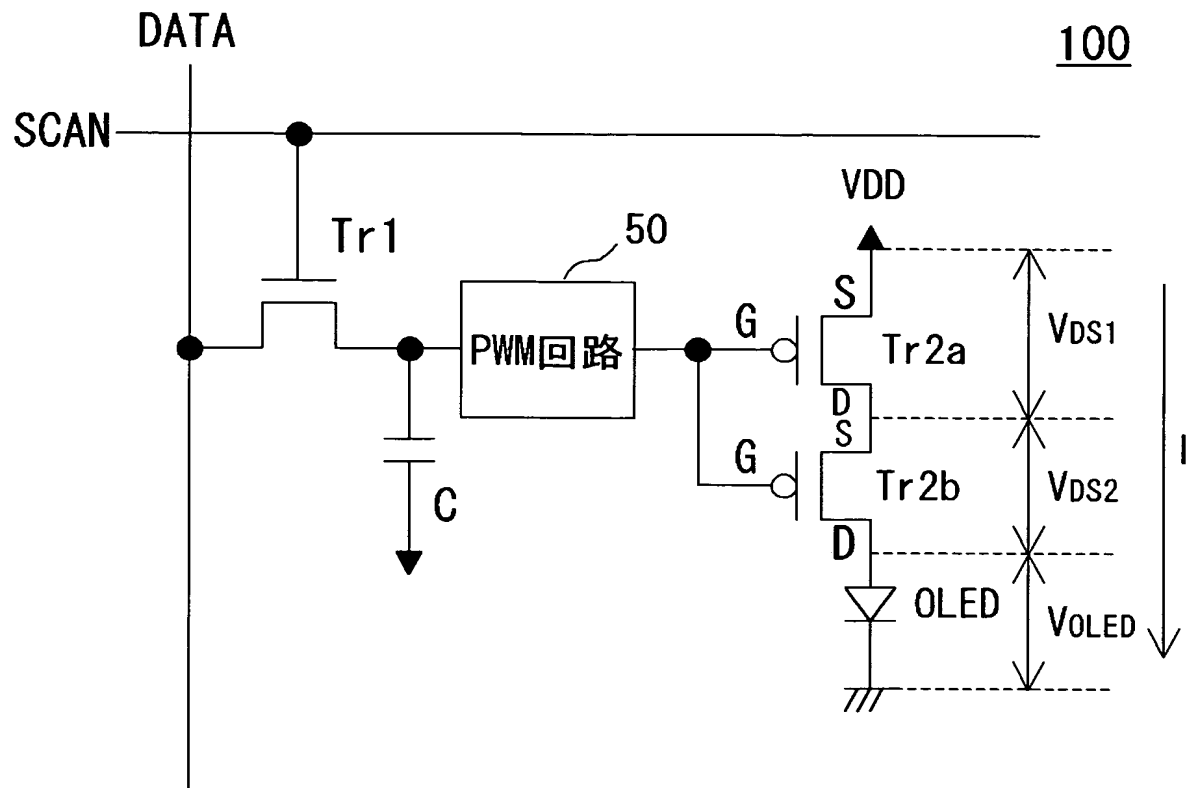 DATA
100
SCAN
VDD
Tr1
50
S
G
PWM回路
Tr2a
VDS1
D
S
G
Tr2b
VDS2
I
C
D
OLED
VOLED